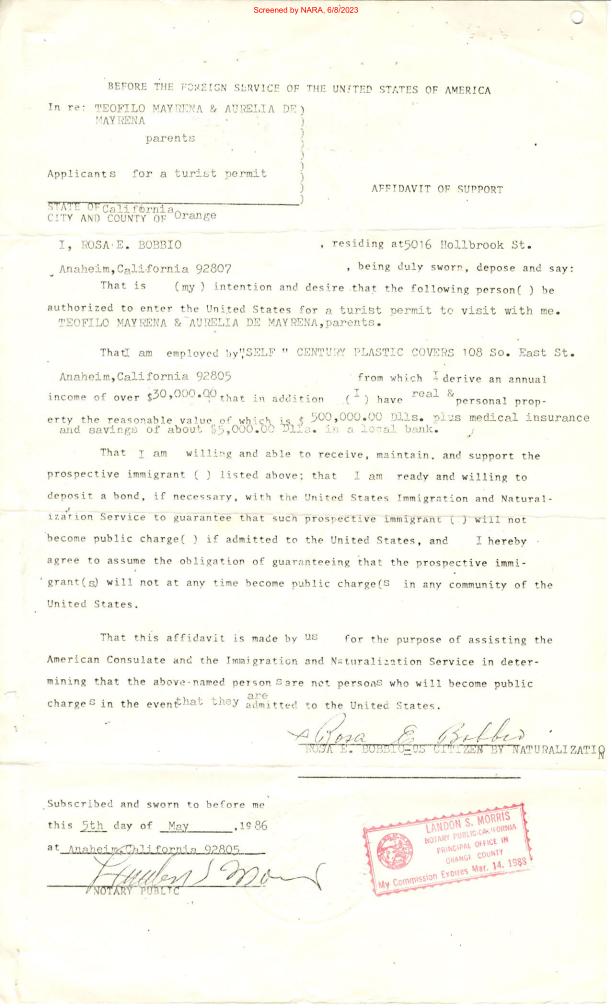 Screened by NARA, 6/8/2023
BEFORE THE FOREIGN SERVICE OF THE UNITED STATES OF AMERICA
In re: TEOFILO MAYRENA & AURELIA DE )
MAYRENA
parents
Applicants for a turist permit
AFFIDAVIT OF SUPPORT
STATE OF California
CITY AND COUNTY OF Orange
I, ROSA E. BOBBIO , residing at 5016 Hollbrook St.
Anaheim, California 92807 , being duly sworn, depose and say:
That is (my) intention and desire that the following person( ) be
authorized to enter the United States for a turist permit to visit with me.
TEOFILO MAYRENA & AURELIA DE MAYRENA, parents.
That I am employed by "SELF" CENTURY PLASTIC COVERS 108 So. East St.
Anaheim, California 92805 from which I derive an annual
income of over $30,000.00 that in addition (I) have real & personal prop-
erty the reasonable value of which is $ 500,000.00 Dlls. plus medical insurance
and savings of about $5,000.00 Dlls. in a local bank.
That I am willing and able to receive, maintain, and support the
prospective immigrant ( ) listed above; that I am ready and willing to
deposit a bond, if necessary, with the United States Immigration and Natural-
ization Service to guarantee that such prospective immigrant ( ) will not
become public charge( ) if admitted to the United States, and I hereby
agree to assume the obligation of guaranteeing that the prospective immi-
grant(s) will not at any time become public charge(s in any community of the
United States.
That this affidavit is made by us for the purpose of assisting the
American Consulate and the Immigration and Naturalization Service in deter-
mining that the above-named persons are not persons who will become public
charges in the event that they are admitted to the United States.
Rosa E Bobbio
ROSA E. BOBBIO-US CITIZEN BY NATURALIZATION
Subscribed and sworn to before me
this 5th day of May ,1986
at Anaheim, California 92805
NOTARY PUBLIC
LANDON S. MORRIS
NOTARY PUBLIC-CALIFORNIA
PRINCIPAL OFFICE IN
ORANGE COUNTY
My Commission Expires Mar. 14, 1988